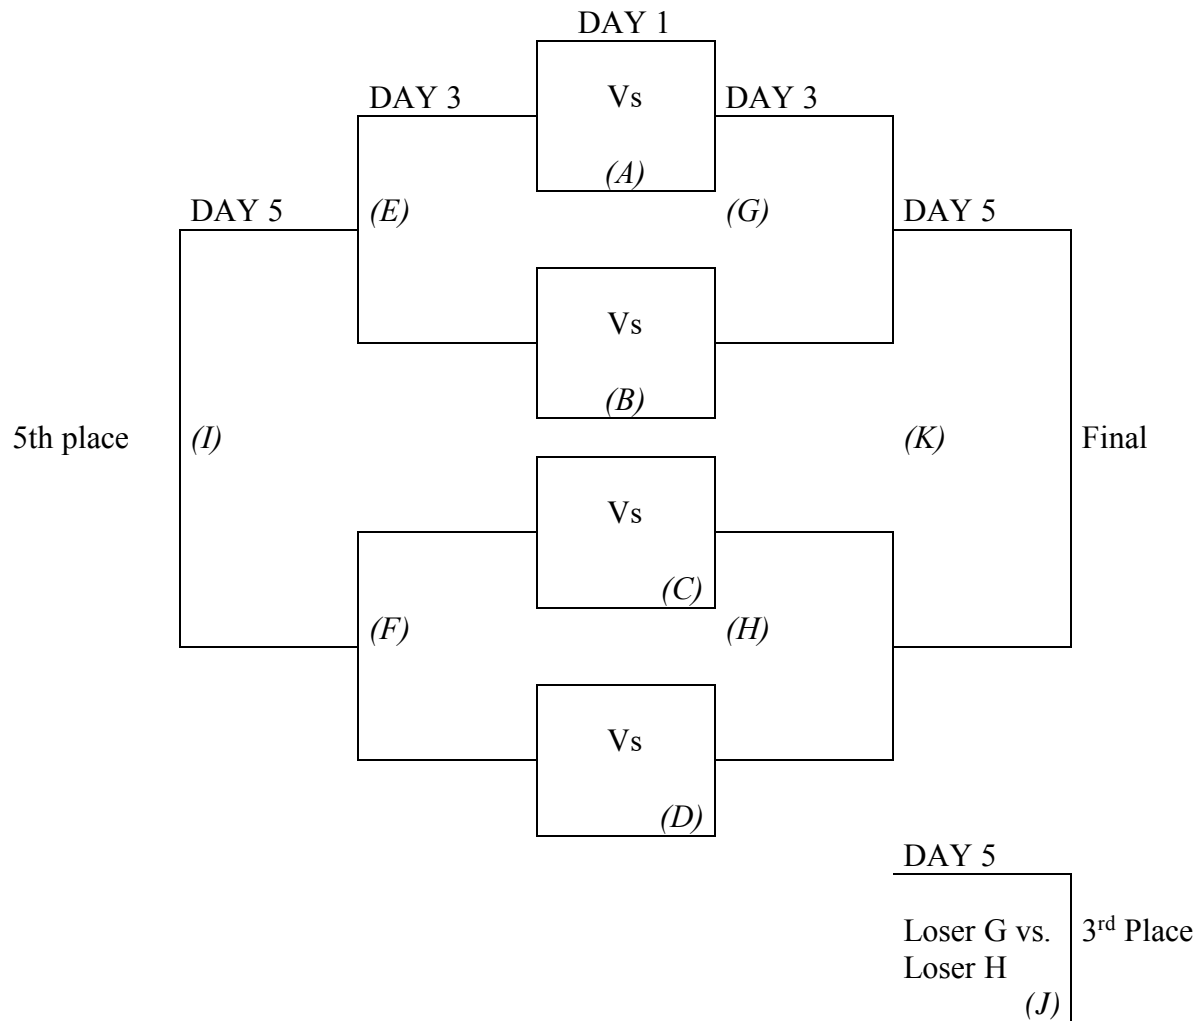 DAY 1
DAY 3
Vs
DAY 3
(A)
DAY 5
(E)
(G)
DAY 5
Vs
(B)
5th place
(I)
(K)
Final
Vs
(C)
(F)
(H)
Vs
(D)
DAY 5
Loser G vs.
Loser H
3rd Place
(J)